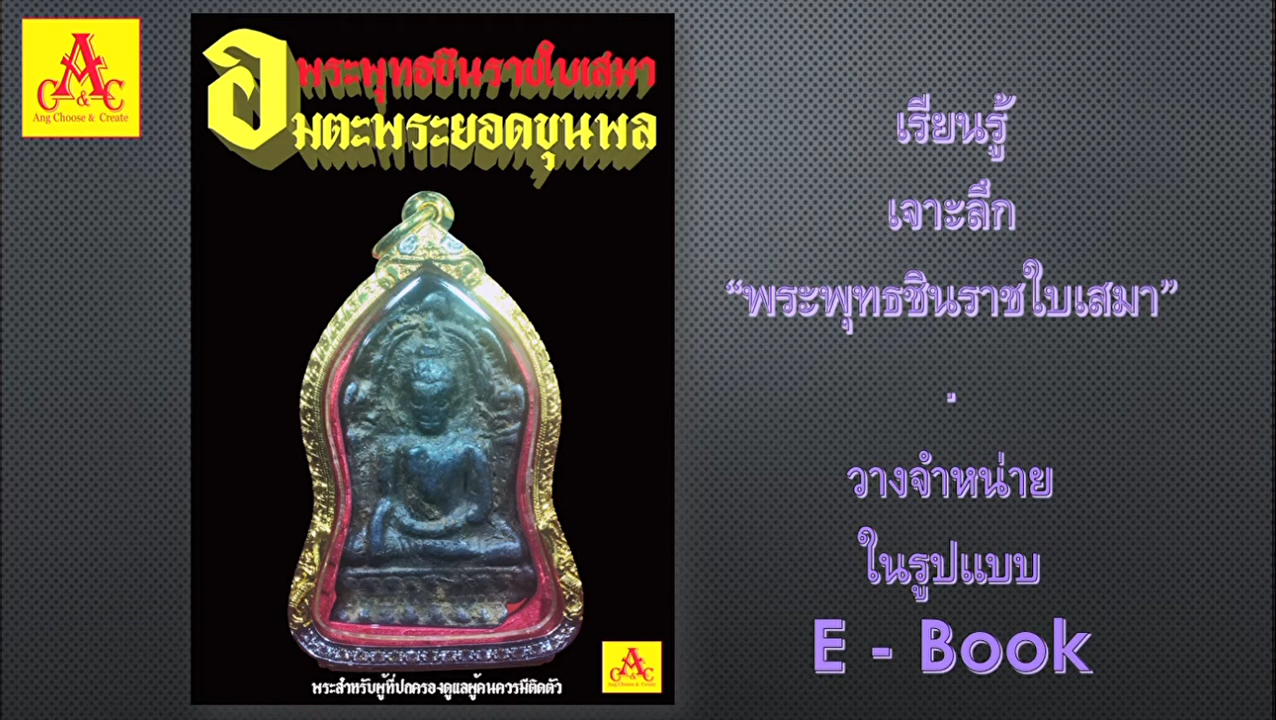 A
C & C
Ang Choose & Create
พระพุทธชินราชใบเสมา
อมตะพระยอดขุนพล
พระสำหรับผู้ที่ปกครองดูแลผู้คนควรมีติดตัว
A
C & C
Ang Choose & Create
เรียนรู้
เจาะลึก
“พระพุทธชินราชใบเสมา”
.
วางจำหน่าย
ในรูปแบบ
E - Book